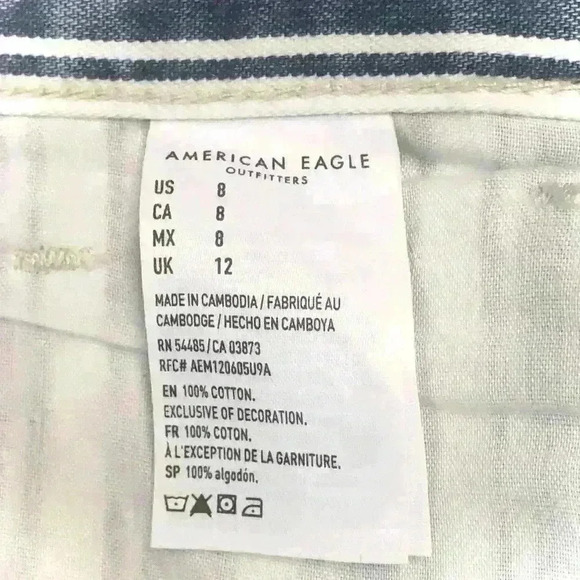 AMERICAN EAGLE
OUTFITTERS
US 8
CA 8
MX 8
UK 12
MADE IN CAMBODIA / FABRIQUÉ AU
CAMBODGE / HECHO EN CAMBOYA
RN 54485 / CA 03873
RFC# AEM120605U9A
EN 100% COTTON.
EXCLUSIVE OF DECORATION.
FR 100% COTON.
À L'EXCEPTION DE LA GARNITURE.
SP 100% algodón.